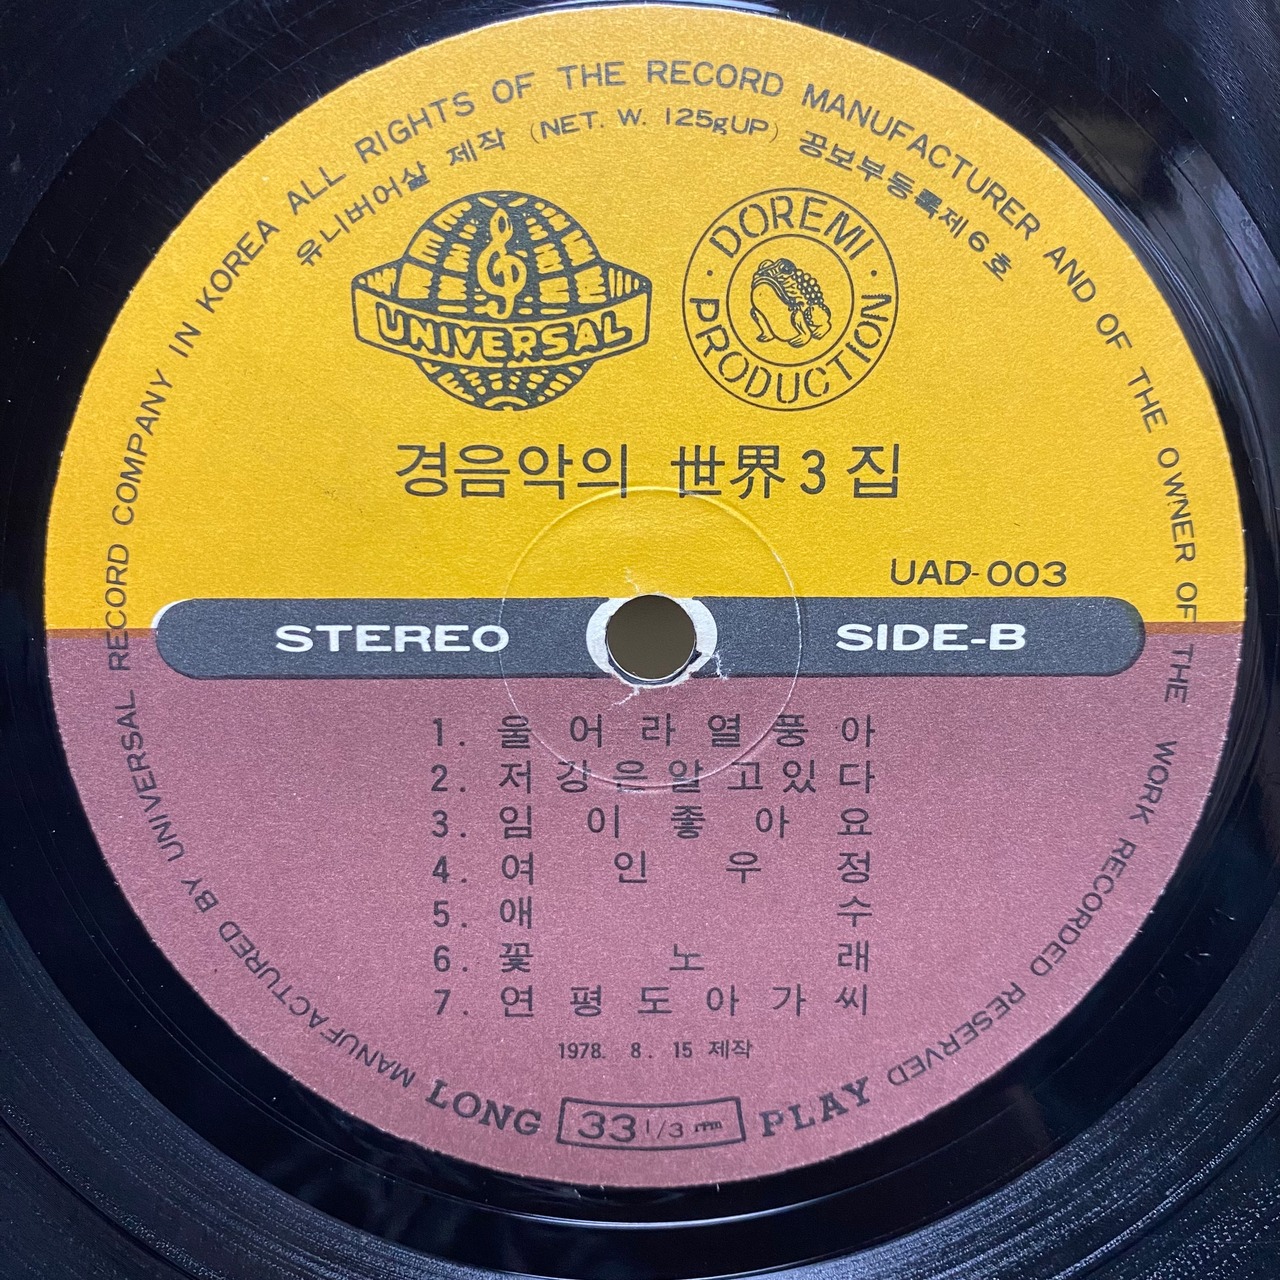 MANUFACTURED BY UNIVERSAL RECORD COMPANY IN KOREA ALL RIGHTS OF THE RECORD MANUFACTURER AND OF THE OWNER OF THE WORK RECORDED RESERVED
유니버어살 제작 (NET. W. 125gUP) 공보부등록제6호
UNIVERSAL
DOREMI PRODUCTION
경음악의 世界3집
UAD-003
STEREO SIDE-B
1. 울어라열풍아
2. 저강은알고있다
3. 임이좋아요
4. 여인우정
5. 애수
6. 꽃노래
7. 연평도아가씨
1978. 8. 15 제작
LONG 33 1/3 rpm PLAY